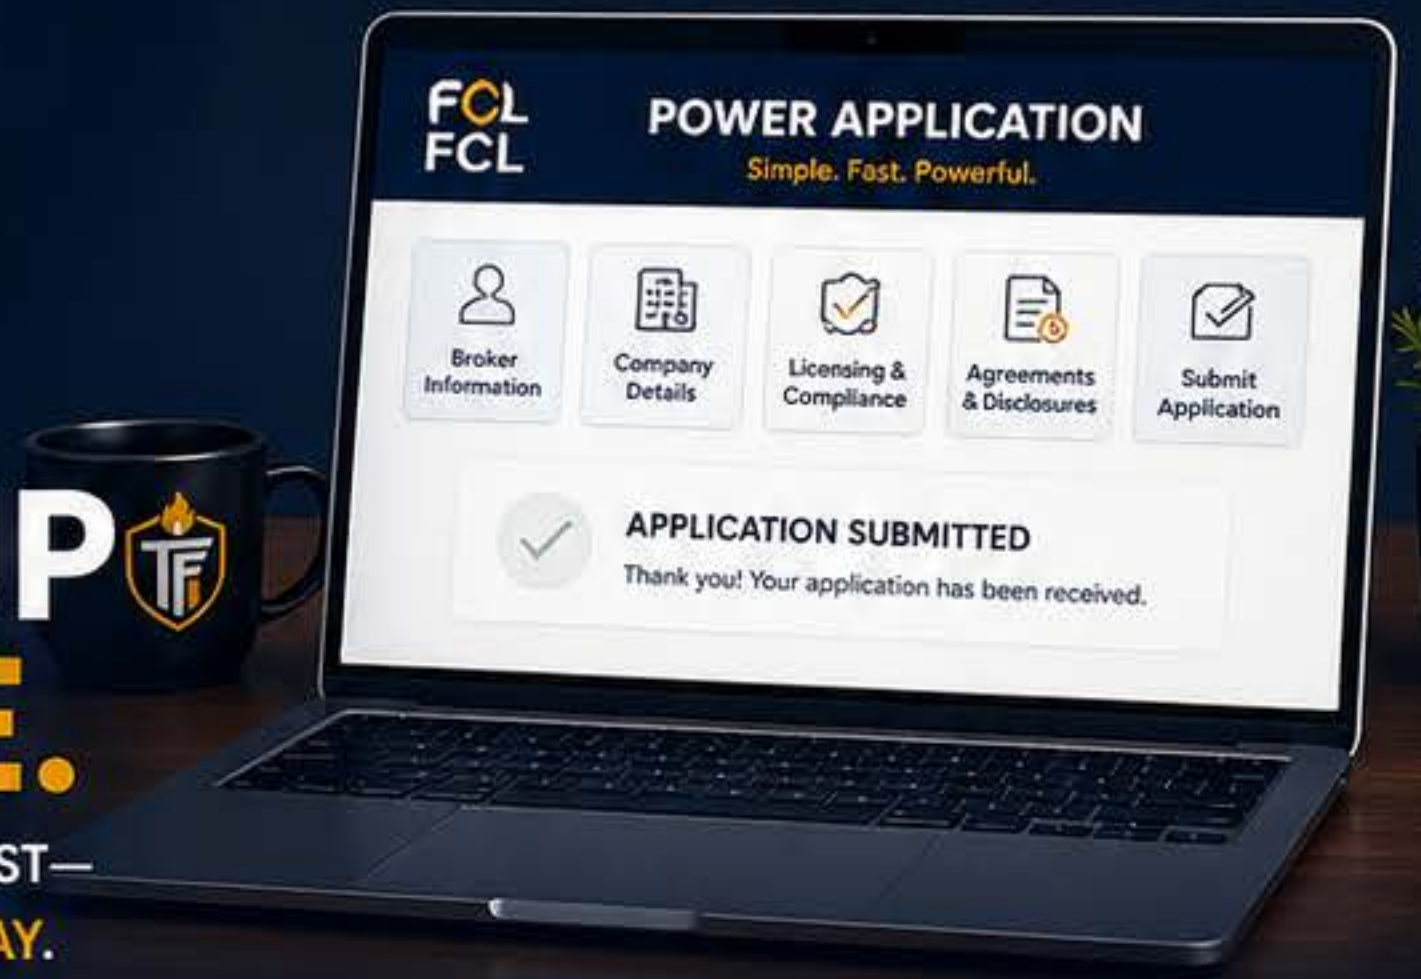 FCL
FCL
POWER APPLICATION
Simple. Fast. Powerful.
Broker
Information
Company
Details
Licensing &
Compliance
Agreements
& Disclosures
Submit
Application
APPLICATION SUBMITTED
Thank you! Your application has been received.
P
TFi
E.
ST—
AY.